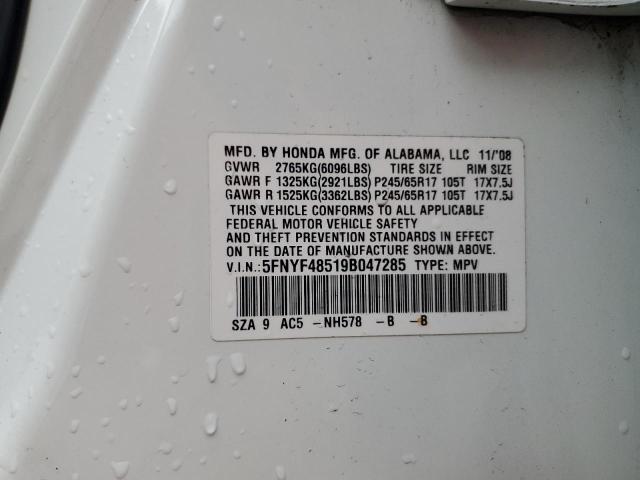 MFD. BY HONDA MFG. OF ALABAMA, LLC 11/'08
GVWR 2765KG(6096LBS) TIRE SIZE RIM SIZE
GAWR F 1325KG(2921LBS) P245/65R17 105T 17X7.5J
GAWR R 1525KG(3362LBS) P245/65R17 105T 17X7.5J
THIS VEHICLE CONFORMS TO ALL APPLICABLE
FEDERAL MOTOR VEHICLE SAFETY
AND THEFT PREVENTION STANDARDS IN EFFECT
ON THE DATE OF MANUFACTURE SHOWN ABOVE.
V.I.N.: 5FNYF48519B047285 TYPE: MPV
SZA 9 AC5 -NH578 -B -B